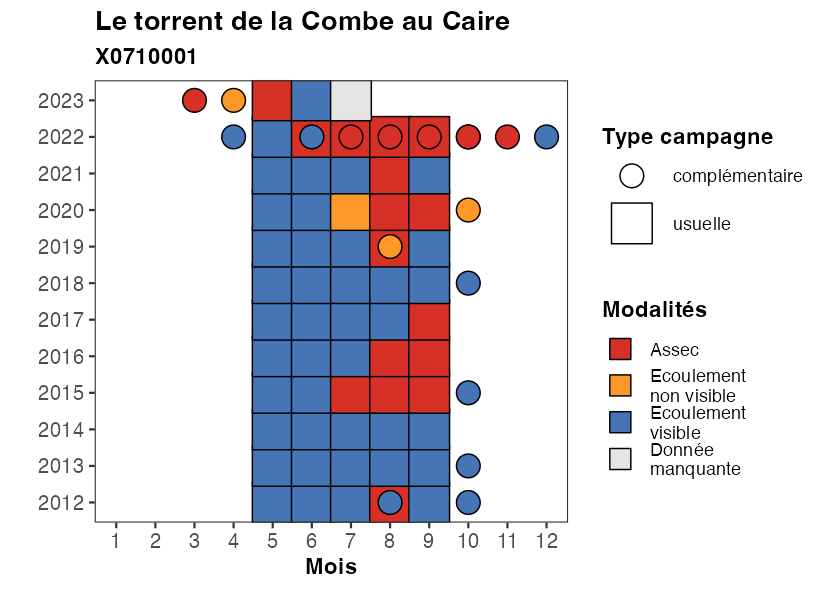 Le torrent de la Combe au Caire
X0710001
2023
2022
2021
2020
2019
2018
2017
2016
2015
2014
2013
2012
1 2 3 4 5 6 7 8 9 10 11 12
Mois
Type campagne
complémentaire
usuelle
Modalités
Assec
Ecoulement
non visible
Ecoulement
visible
Donnée
manquante